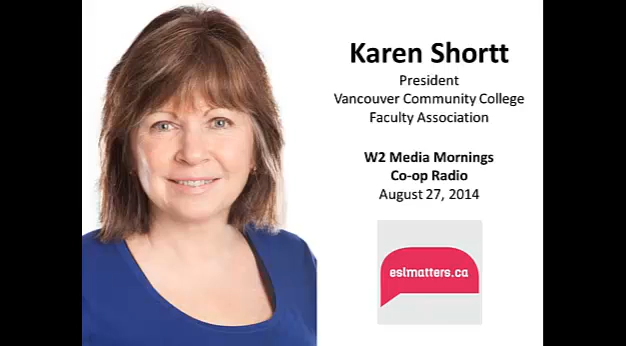 Karen Shortt
President
Vancouver Community College
Faculty Association
W2 Media Mornings
Co-op Radio
August 27, 2014
eslmatters.ca